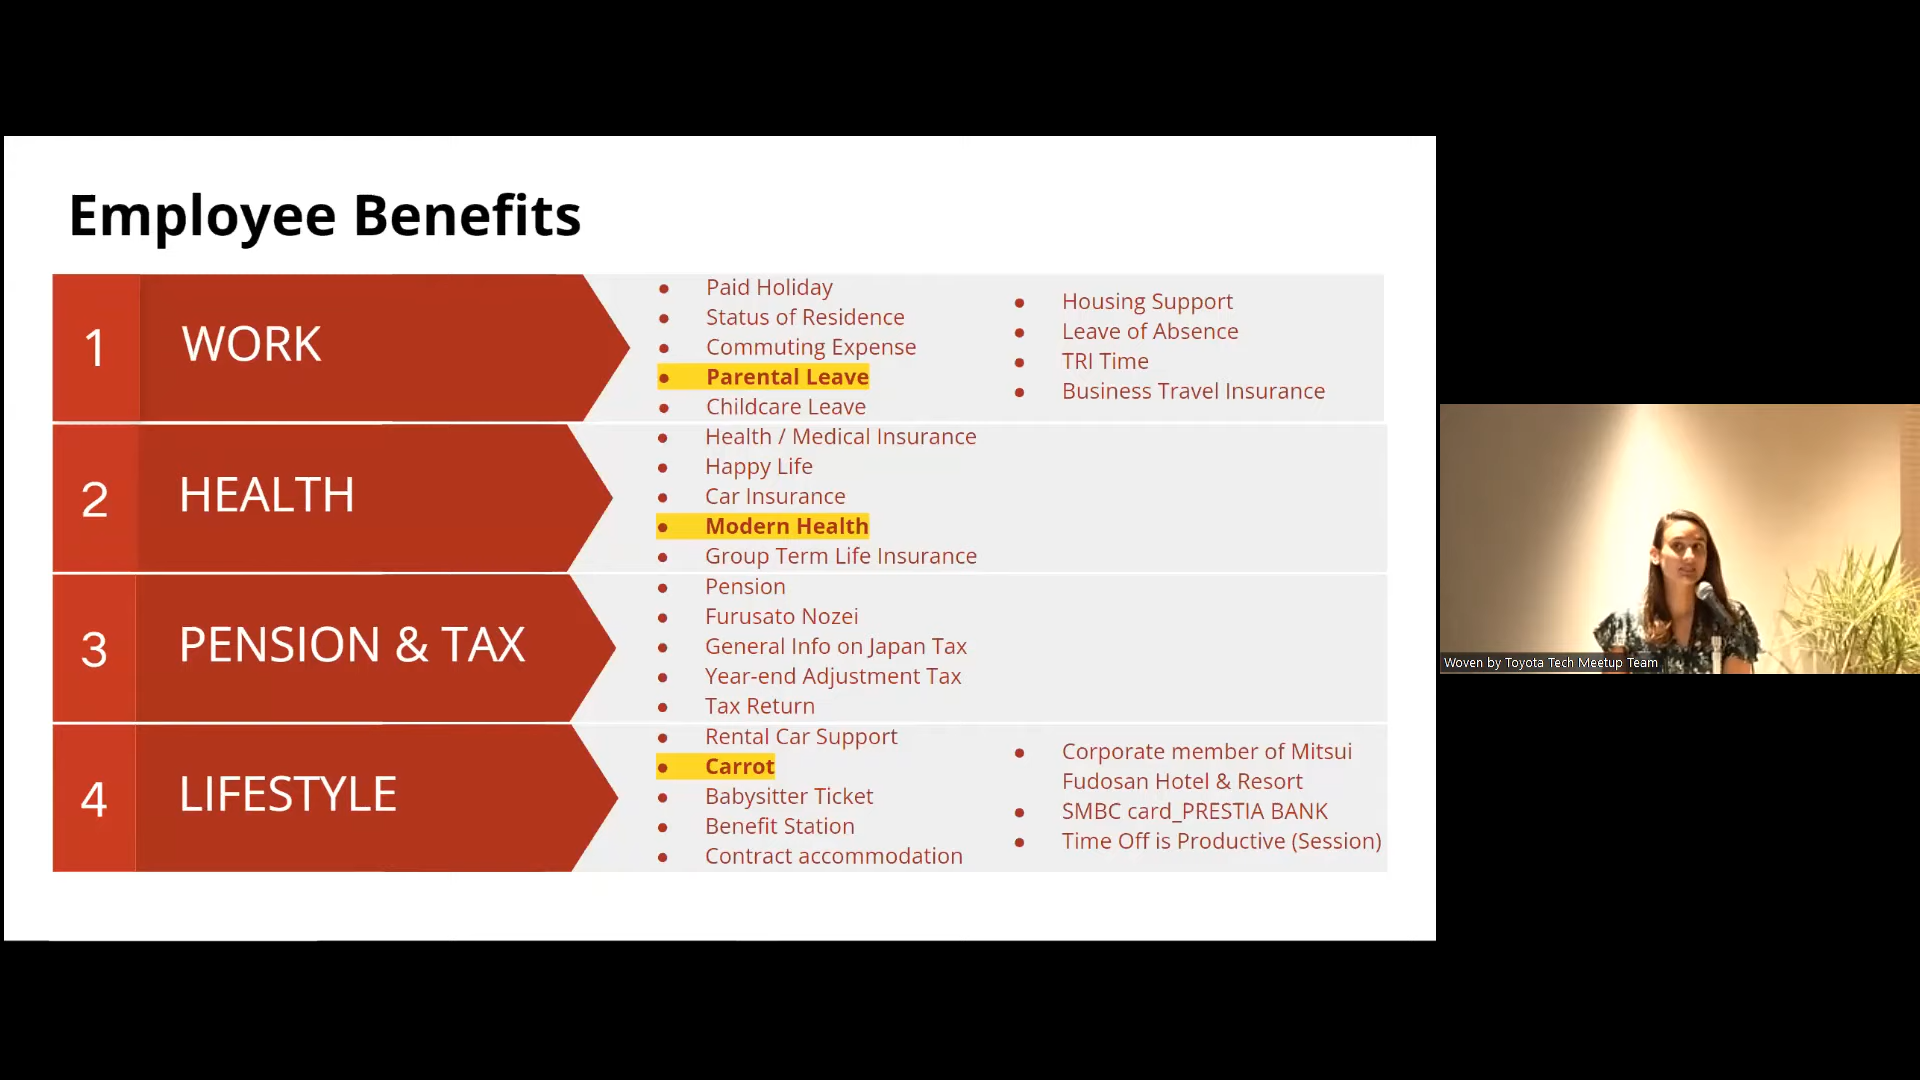 Employee Benefits
1
WORK
● Paid Holiday
● Status of Residence
● Commuting Expense
● Parental Leave
● Childcare Leave
● Housing Support
● Leave of Absence
● TRI Time
● Business Travel Insurance
2
HEALTH
● Health / Medical Insurance
● Happy Life
● Car Insurance
● Modern Health
● Group Term Life Insurance
3
PENSION & TAX
● Pension
● Furusato Nozei
● General Info on Japan Tax
● Year-end Adjustment Tax
● Tax Return
4
LIFESTYLE
● Rental Car Support
● Carrot
● Babysitter Ticket
● Benefit Station
● Contract accommodation
● Corporate member of Mitsui
Fudosan Hotel & Resort
● SMBC card_PRESTIA BANK
● Time Off is Productive (Session)
Woven by Toyota Tech Meetup Team